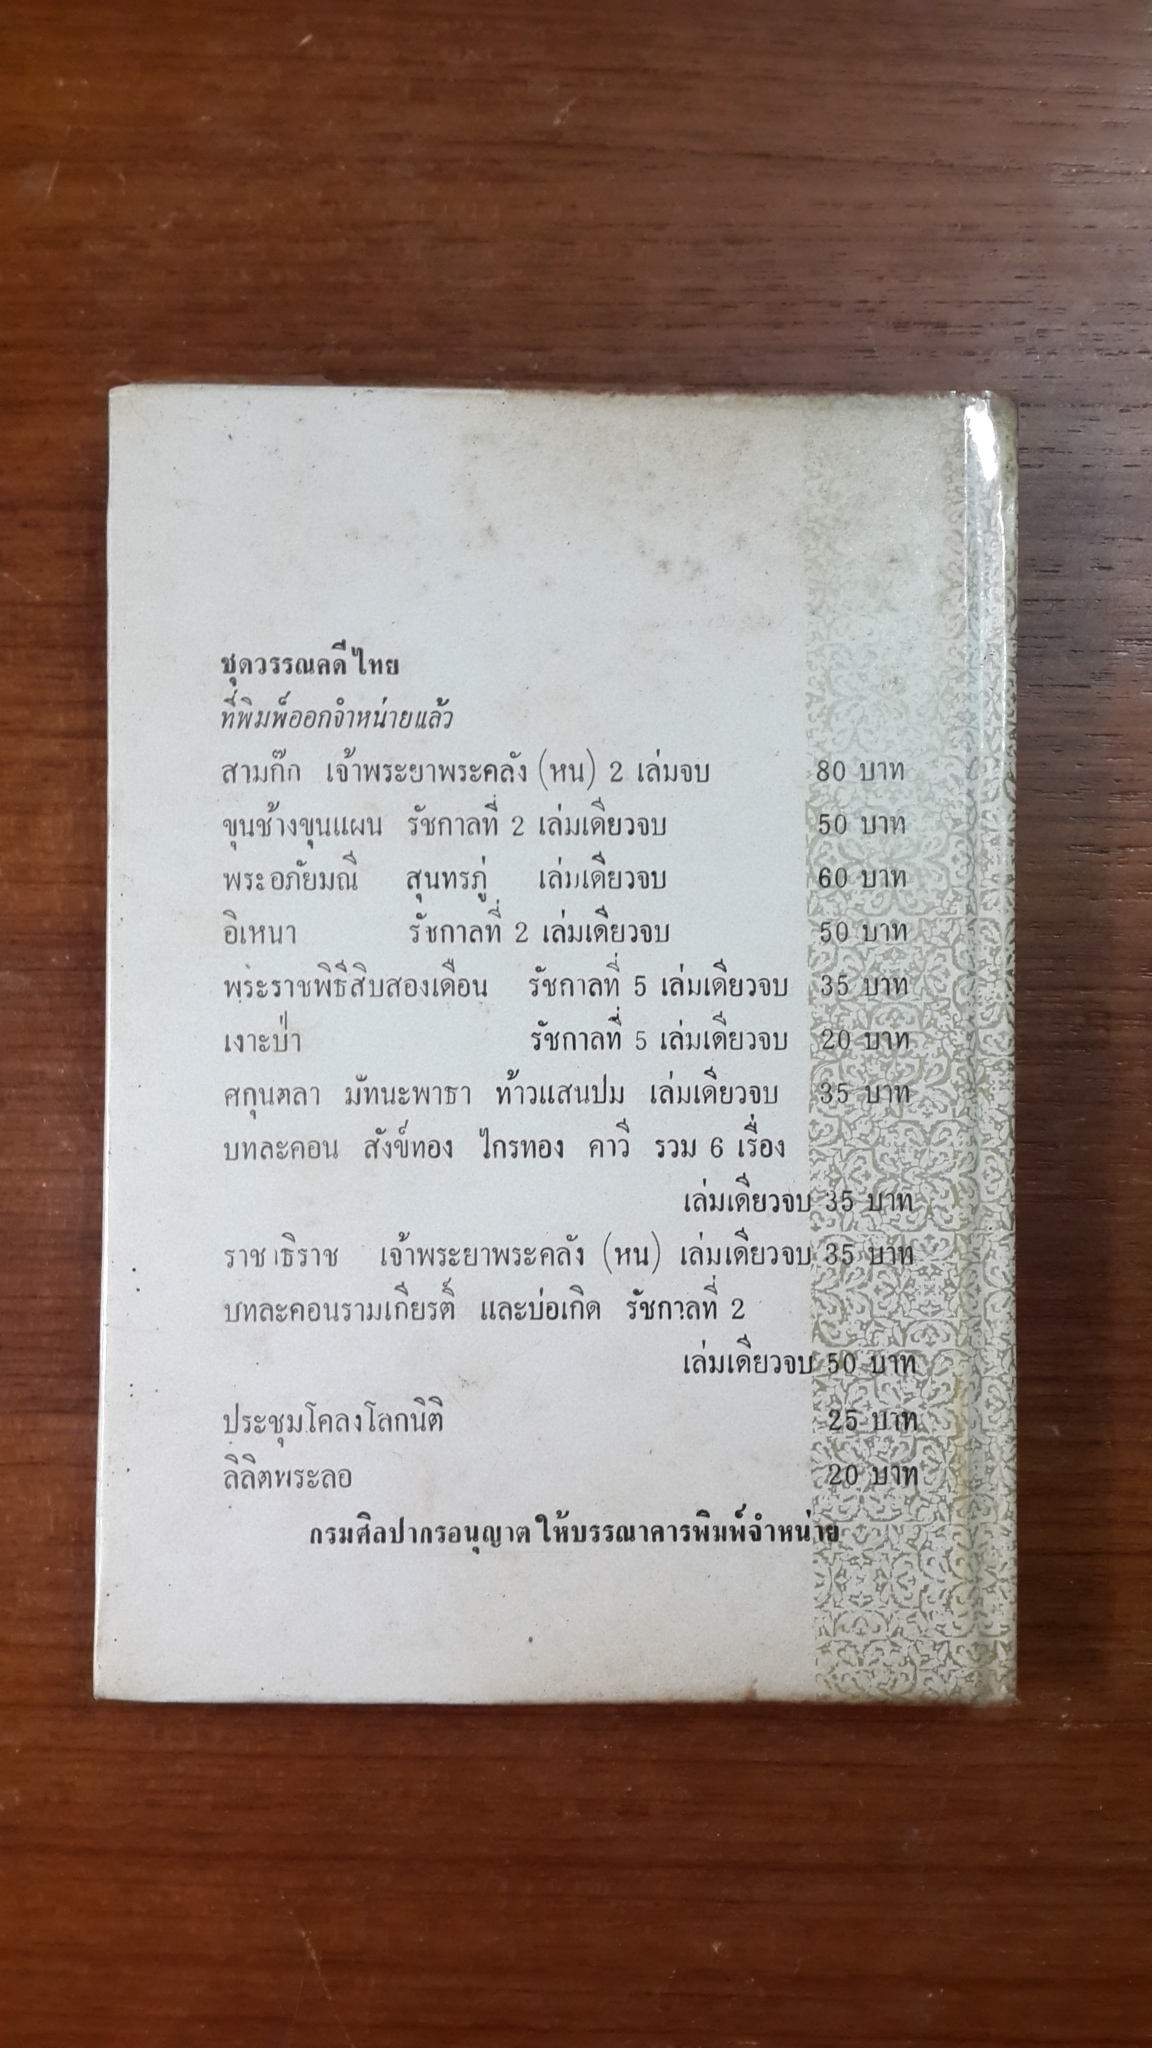 ชุดวรรณคดีไทย
ที่พิมพ์ออกจำหน่ายแล้ว
สามก๊ก เจ้าพระยาพระคลัง (หน) 2 เล่มจบ 80 บาท
ขุนช้างขุนแผน รัชกาลที่ 2 เล่มเดียวจบ 50 บาท
พระอภัยมณี สุนทรภู่ เล่มเดียวจบ 60 บาท
อิเหนา รัชกาลที่ 2 เล่มเดียวจบ 50 บาท
พระราชพิธีสิบสองเดือน รัชกาลที่ 5 เล่มเดียวจบ 35 บาท
เงาะป่า รัชกาลที่ 5 เล่มเดียวจบ 20 บาท
ศกุนตลา มัทนะพาธา ท้าวแสนปม เล่มเดียวจบ 35 บาท
บทละคอน สังข์ทอง ไกรทอง คาวี รวม 6 เรื่อง
เล่มเดียวจบ 35 บาท
ราชาธิราช เจ้าพระยาพระคลัง (หน) เล่มเดียวจบ 35 บาท
บทละคอนรามเกียรติ์ และบ่อเกิด รัชกาลที่ 2
เล่มเดียวจบ 50 บาท
ประชุมโคลงโลกนิติ 25 บาท
ลิลิตพระลอ 20 บาท
กรมศิลปากรอนุญาตให้บรรณาคารพิมพ์จำหน่าย